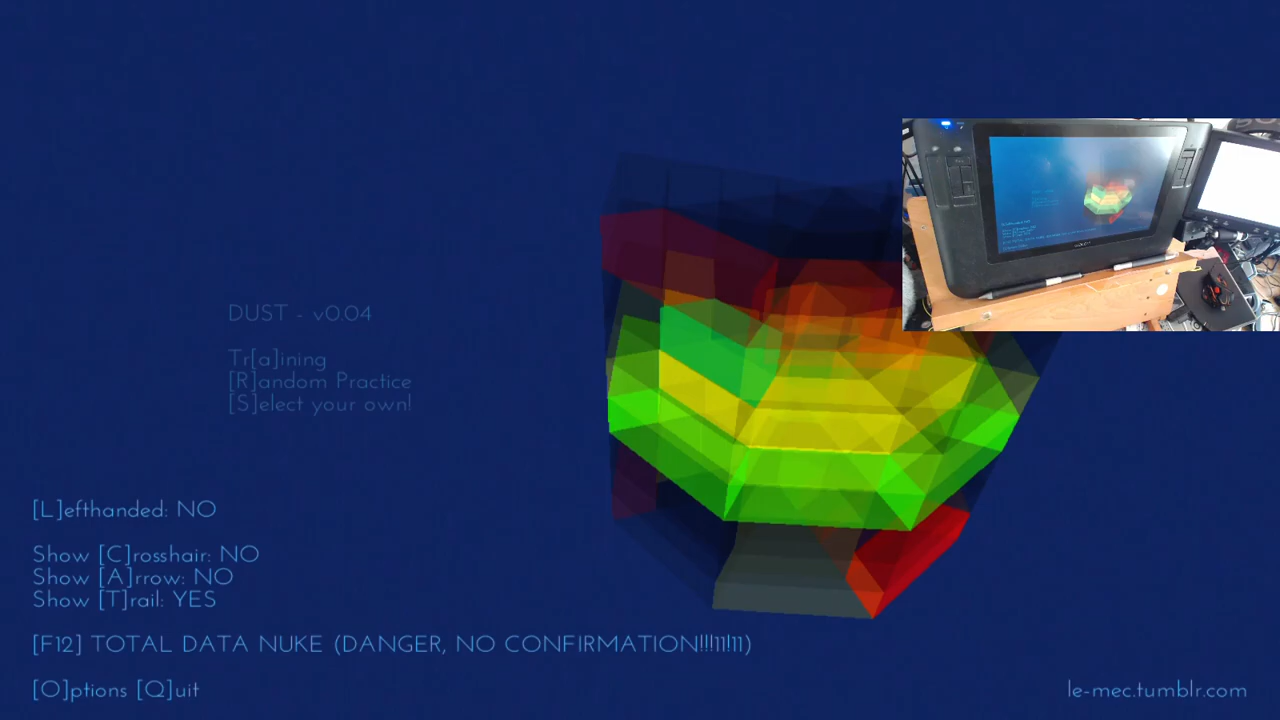 DUST - v0.04
Tr[a]ining
[R]andom Practice
[S]elect your own!
[L]efthanded: NO
Show [C]rosshair: NO
Show [A]rrow: NO
Show [T]rail: YES
[F12] TOTAL DATA NUKE (DANGER, NO CONFIRMATION!!!11!11)
[O]ptions [Q]uit
le-mec.tumblr.com